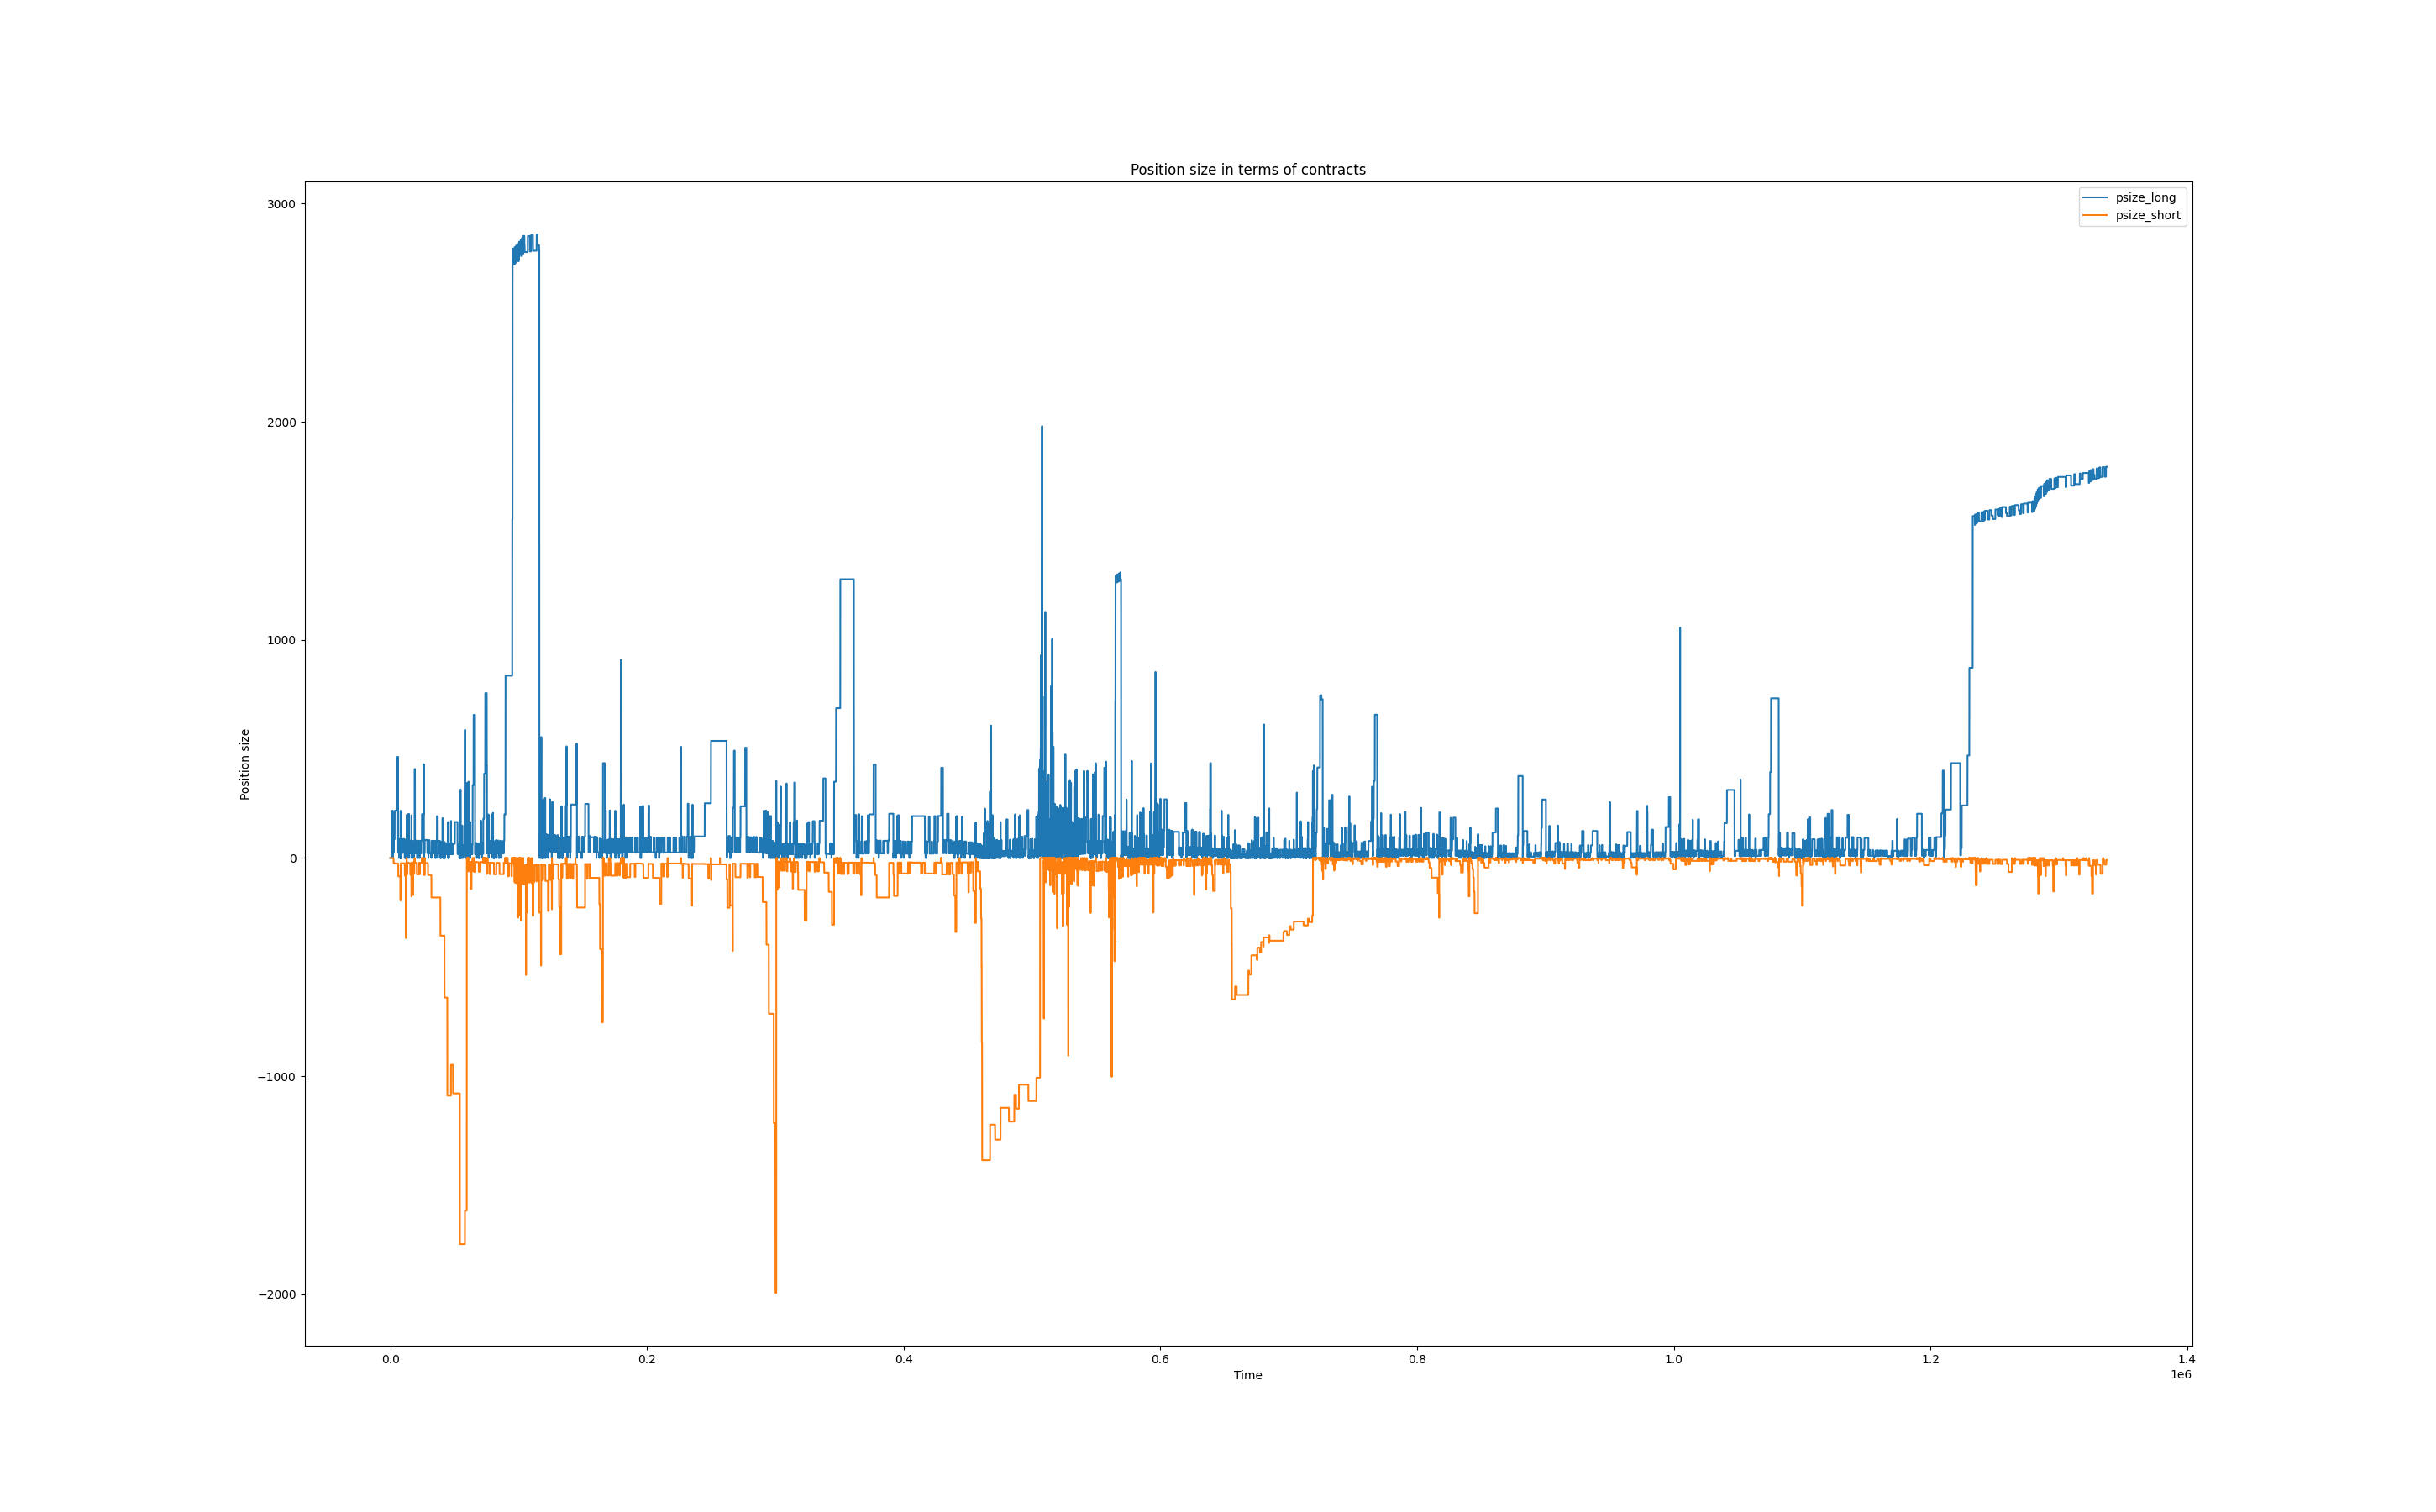 Position size in terms of contracts
psize_long
psize_short
Position size
3000
2000
1000
0
−1000
−2000
0.0 0.2 0.4 0.6 0.8 1.0 1.2 1.4
1e6
Time